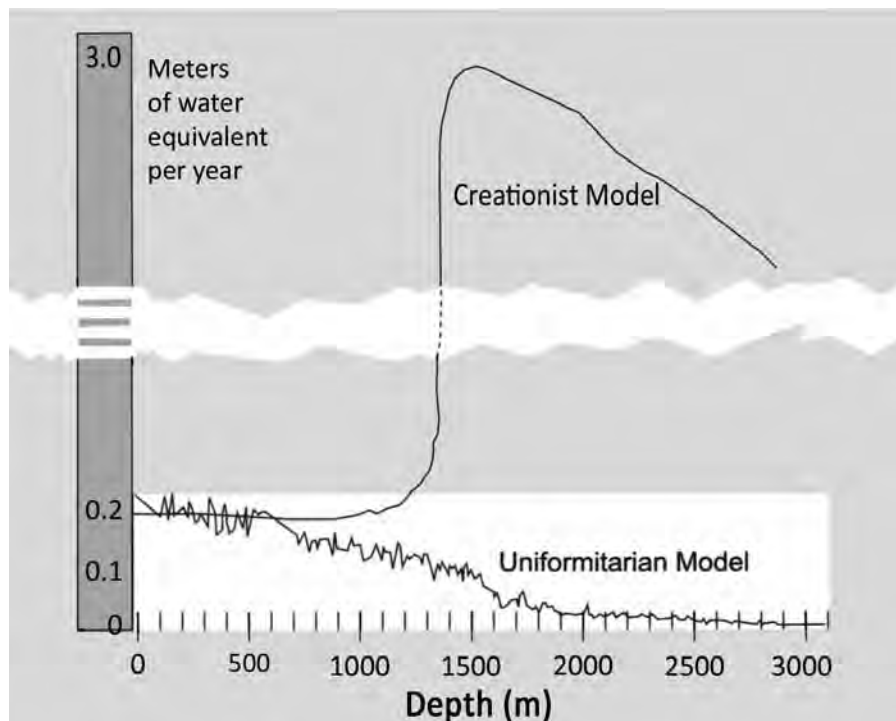 3.0
Meters
of water
equivalent
per year
Creationist Model
0.2
0.1
0
Uniformitarian Model
0 500 1000 1500 2000 2500 3000
Depth (m)